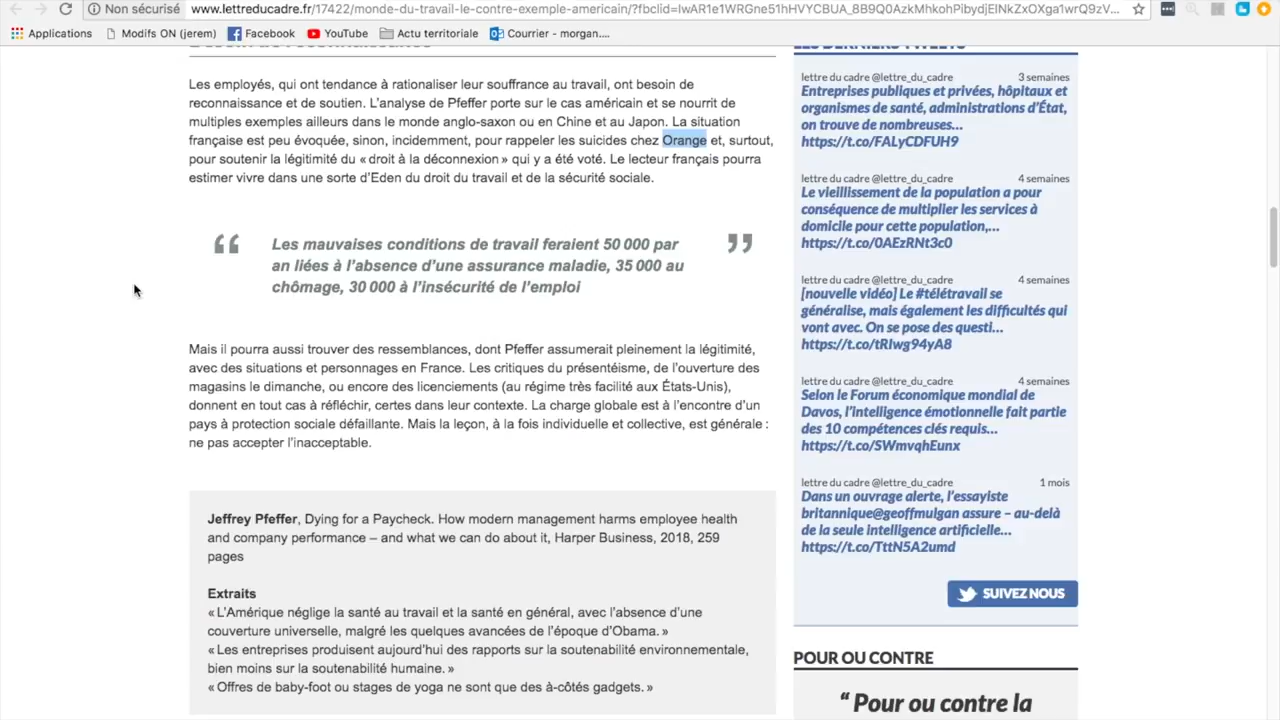 Non sécurisé
www.lettreducadre.fr/17422/monde-du-travail-le-contre-exemple-americain/?fbclid=IwAR1e1WRGne51hHVYCBUA_8B9Q0AzkMhkohPibydjElNkZxOXga1wrQ9zV...
Applications
Modifs ON (jerem)
Facebook
YouTube
Actu territoriale
Courrier - morgan....
Les employés, qui ont tendance à rationaliser leur souffrance au travail, ont besoin de
reconnaissance et de soutien. L'analyse de Pfeffer porte sur le cas américain et se nourrit de
multiples exemples ailleurs dans le monde anglo-saxon ou en Chine et au Japon. La situation
française est peu évoquée, sinon, incidemment, pour rappeler les suicides chez Orange et, surtout,
pour soutenir la légitimité du « droit à la déconnexion » qui y a été voté. Le lecteur français pourra
estimer vivre dans une sorte d'Eden du droit du travail et de la sécurité sociale.
“ Les mauvaises conditions de travail feraient 50 000 par ”
an liées à l'absence d'une assurance maladie, 35 000 au
chômage, 30 000 à l'insécurité de l'emploi
Mais il pourra aussi trouver des ressemblances, dont Pfeffer assumerait pleinement la légitimité,
avec des situations et personnages en France. Les critiques du présentéisme, de l'ouverture des
magasins le dimanche, ou encore des licenciements (au régime très facilité aux États-Unis),
donnent en tout cas à réfléchir, certes dans leur contexte. La charge globale est à l'encontre d'un
pays à protection sociale défaillante. Mais la leçon, à la fois individuelle et collective, est générale :
ne pas accepter l'inacceptable.
Jeffrey Pfeffer, Dying for a Paycheck. How modern management harms employee health
and company performance – and what we can do about it, Harper Business, 2018, 259
pages
Extraits
« L'Amérique néglige la santé au travail et la santé en général, avec l'absence d'une
couverture universelle, malgré les quelques avancées de l'époque d'Obama. »
« Les entreprises produisent aujourd'hui des rapports sur la soutenabilité environnementale,
bien moins sur la soutenabilité humaine. »
« Offres de baby-foot ou stages de yoga ne sont que des à-côtés gadgets. »
LES DERNIERS TWEETS
lettre du cadre @lettre_du_cadre 3 semaines
Entreprises publiques et privées, hôpitaux et
organismes de santé, administrations d'État,
on trouve de nombreuses...
https://t.co/FALyCDFUH9
lettre du cadre @lettre_du_cadre 4 semaines
Le vieillissement de la population a pour
conséquence de multiplier les services à
domicile pour cette population,...
https://t.co/0AEzRNt3c0
lettre du cadre @lettre_du_cadre 4 semaines
[nouvelle vidéo] Le #télétravail se
généralise, mais également les difficultés qui
vont avec. On se pose des questi...
https://t.co/tRIwg94yA8
lettre du cadre @lettre_du_cadre 4 semaines
Selon le Forum économique mondial de
Davos, l'intelligence émotionnelle fait partie
des 10 compétences clés requis...
https://t.co/SWmvqhEunx
lettre du cadre @lettre_du_cadre 1 mois
Dans un ouvrage alerte, l'essayiste
britannique@geoffmulgan assure – au-delà
de la seule intelligence artificielle...
https://t.co/TttN5A2umd
SUIVEZ NOUS
POUR OU CONTRE
“ Pour ou contre la